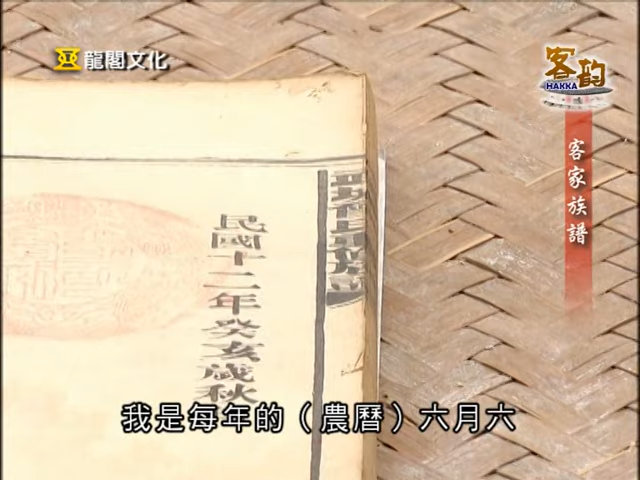 龍閣文化
客韵
HAKKA
客家族譜
民國十二年癸亥歲秋
我是每年的(農曆)六月六